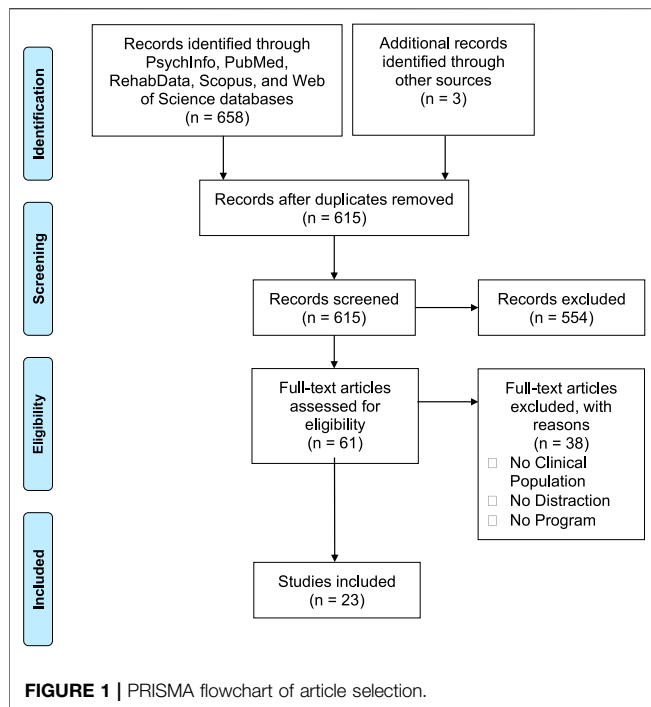 Identification
Records identified through
PsychInfo, PubMed,
RehabData, Scopus, and Web
of Science databases
(n = 658)
Additional records
identified through
other sources
(n = 3)
Records after duplicates removed
(n = 615)
Screening
Records screened
(n = 615)
Records excluded
(n = 554)
Eligibility
Full-text articles
assessed for
eligibility
(n = 61)
Full-text articles
excluded, with
reasons
(n = 38)
No Clinical
Population
No Distraction
No Program
Included
Studies included
(n = 23)
FIGURE 1 | PRISMA flowchart of article selection.